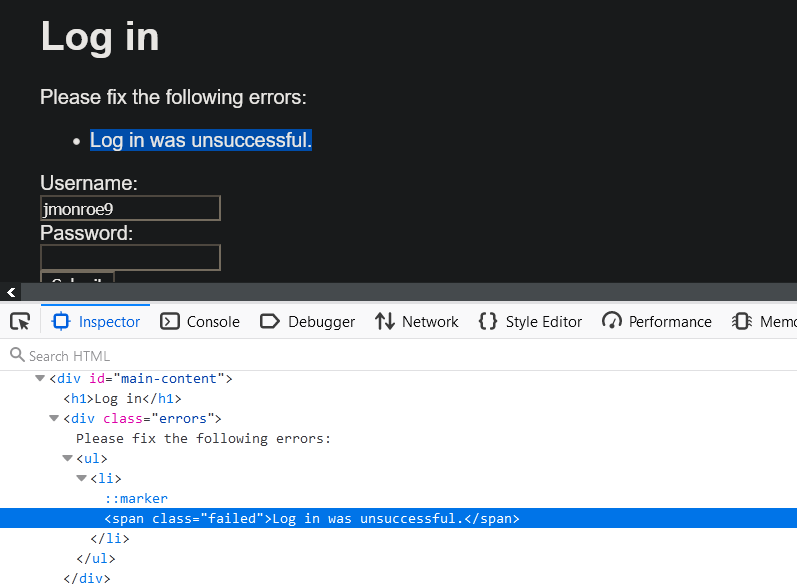 Log in
Please fix the following errors:
• Log in was unsuccessful.
Username:
jmonroe9
Password:
Inspector Console Debugger Network {} Style Editor Performance
Search HTML
<div id="main-content">
<h1>Log in</h1>
<div class="errors">
Please fix the following errors:
<ul>
<li>
::marker
<span class="failed">Log in was unsuccessful.</span>
</li>
</ul>
</div>